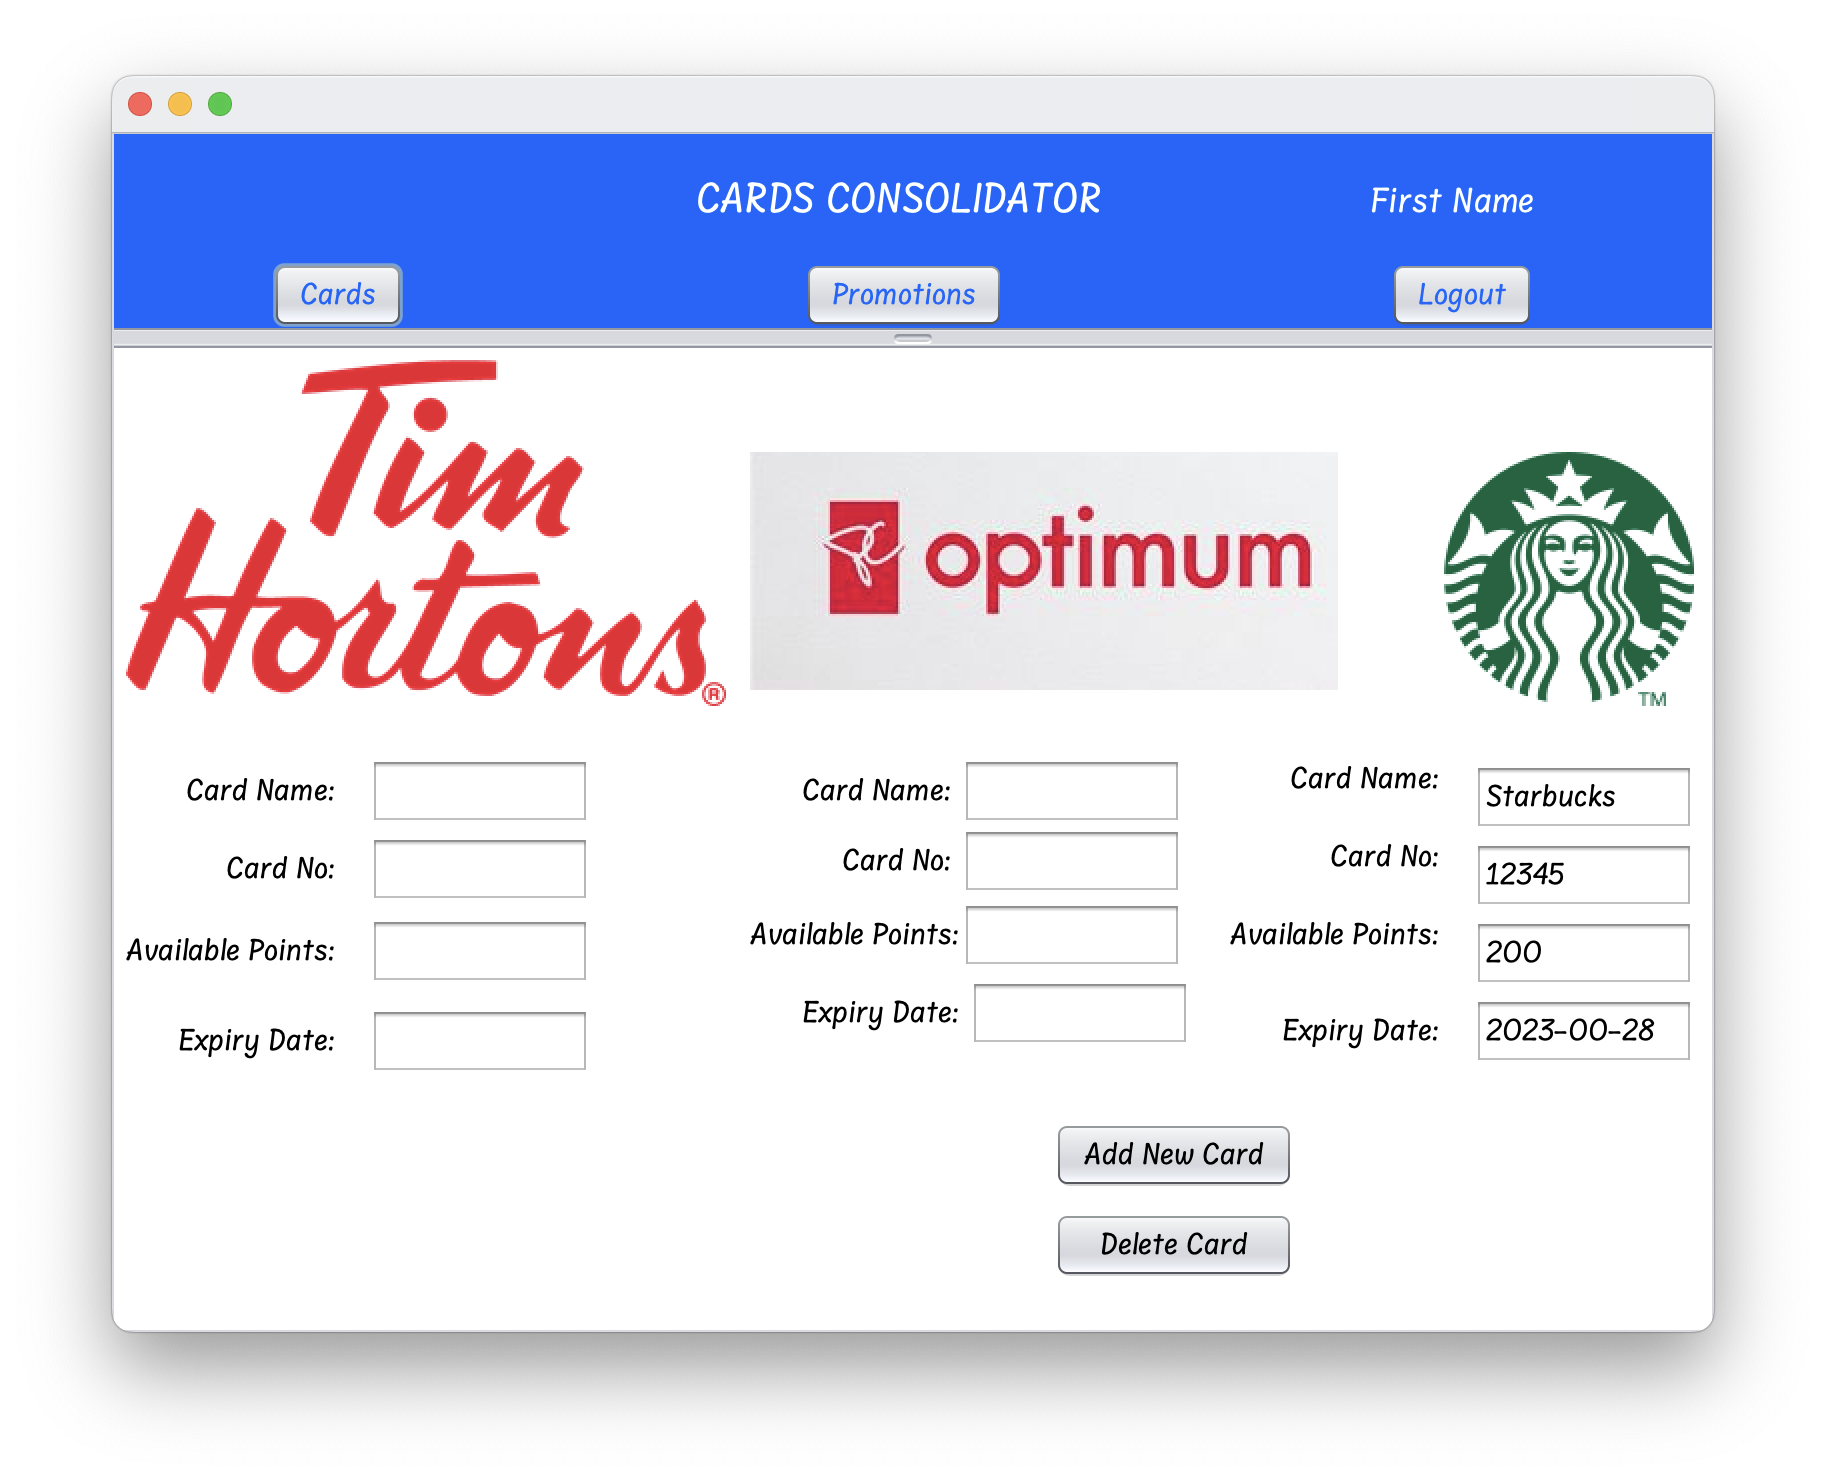 CARDS CONSOLIDATOR
First Name
Cards
Promotions
Logout
Tim
Hortons®
optimum
TM
Card Name:
Card No:
Available Points:
Expiry Date:
Card Name:
Card No:
Available Points:
Expiry Date:
Card Name: Starbucks
Card No: 12345
Available Points: 200
Expiry Date: 2023-00-28
Add New Card
Delete Card